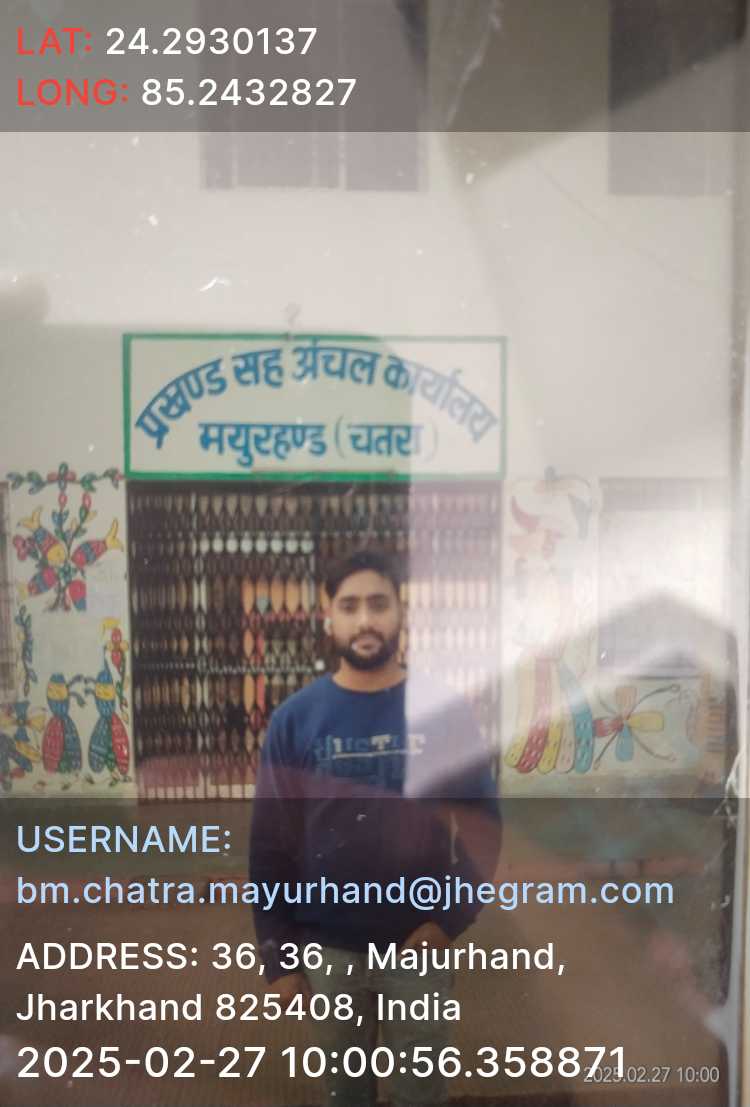 LAT: 24.2930137
LONG: 85.2432827
प्रखण्ड सह अंचल कार्यालय
मयुरहण्ड (चतरा)
USERNAME:
bm.chatra.mayurhand@jhegram.com
ADDRESS: 36, 36, , Majurhand,
Jharkhand 825408, India
2025-02-27 10:00:56.358871
2025.02.27 10:00